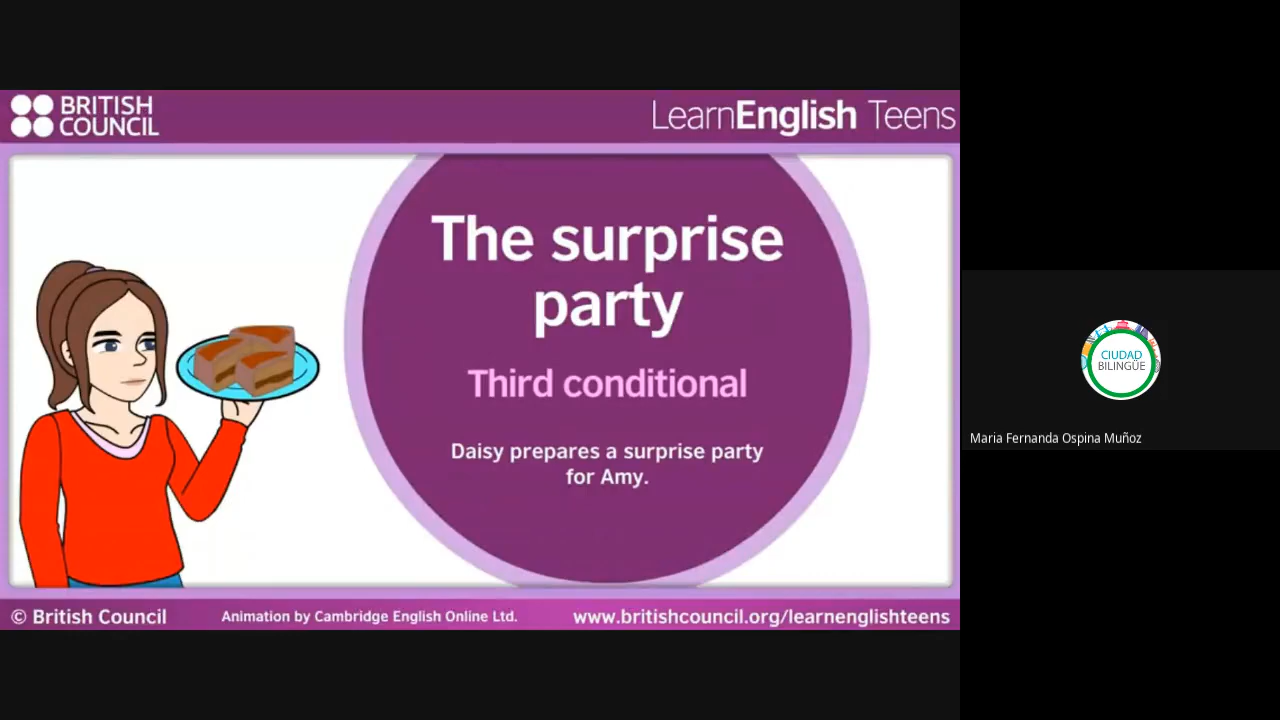 BRITISH
COUNCIL
LearnEnglish Teens
The surprise
party
Third conditional
Daisy prepares a surprise party
for Amy.
© British Council
Animation by Cambridge English Online Ltd.
www.britishcouncil.org/learnenglishteens
CIUDAD
BILINGÜE
Maria Fernanda Ospina Muñoz